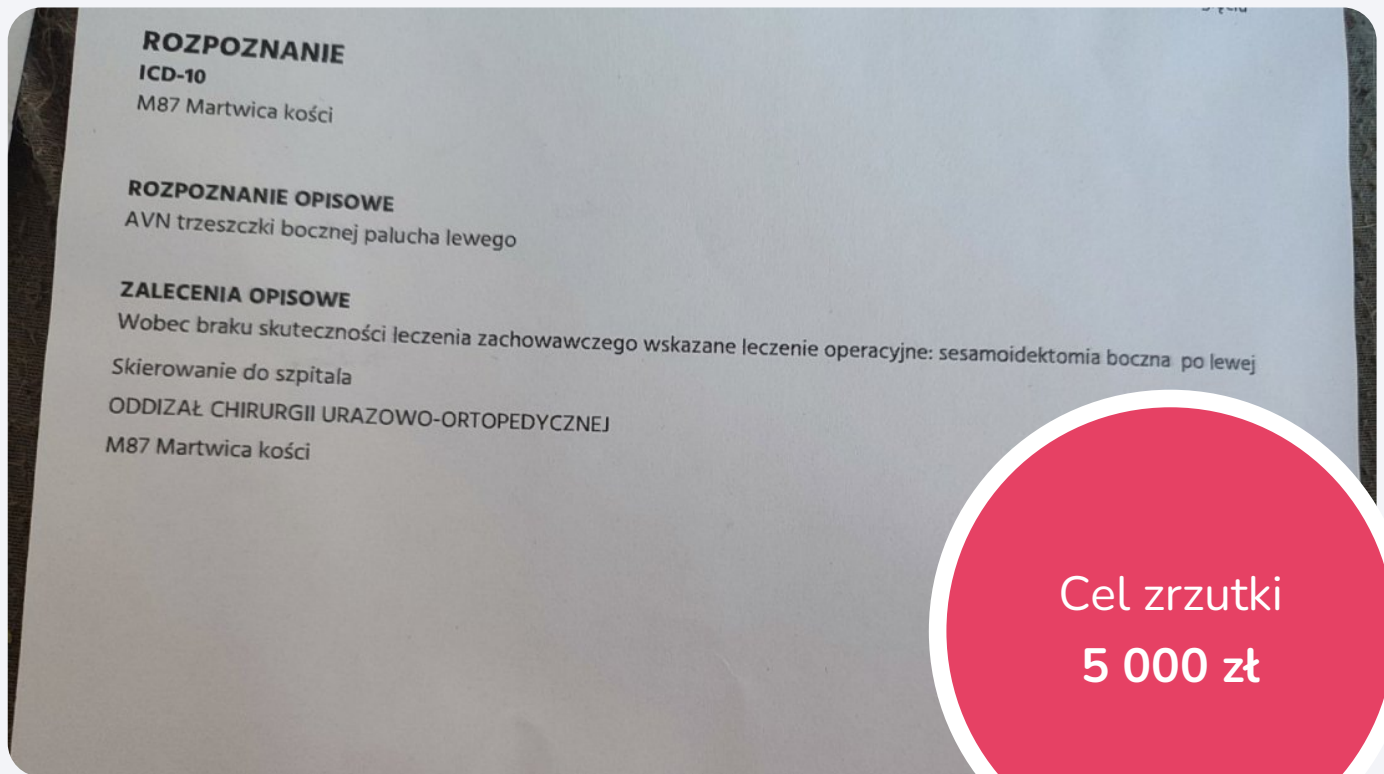 ROZPOZNANIE
ICD-10
M87 Martwica kości
ROZPOZNANIE OPISOWE
AVN trzeszczki bocznej palucha lewego
ZALECENIA OPISOWE
Wobec braku skuteczności leczenia zachowawczego wskazane leczenie operacyjne: sesamoidektomia boczna po lewej
Skierowanie do szpitala
ODDIZAŁ CHIRURGII URAZOWO-ORTOPEDYCZNEJ
M87 Martwica kości
Cel zrzutki
5 000 zł